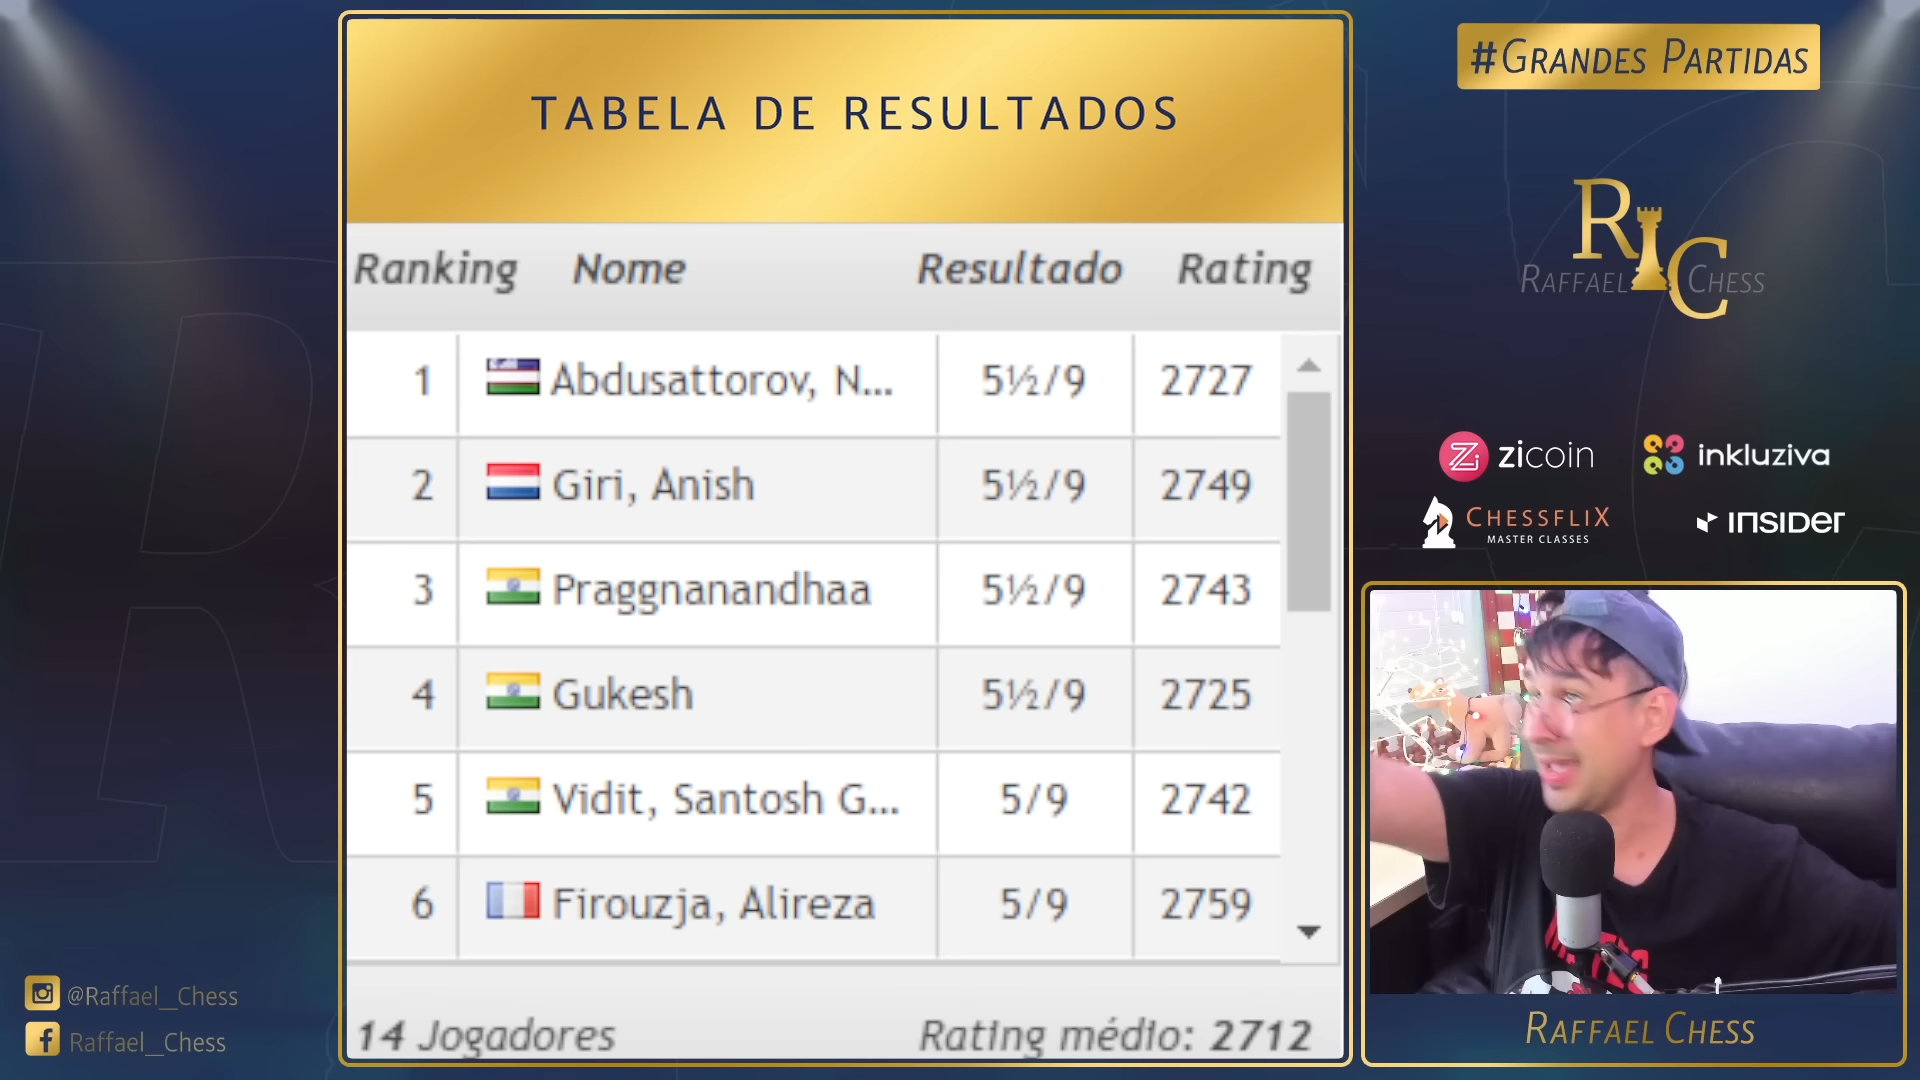 TABELA DE RESULTADOS
Ranking Nome Resultado Rating
1 Abdusattorov, N... 5½/9 2727
2 Giri, Anish 5½/9 2749
3 Praggnanandhaa 5½/9 2743
4 Gukesh 5½/9 2725
5 Vidit, Santosh G... 5/9 2742
6 Firouzja, Alireza 5/9 2759
14 Jogadores Rating médio: 2712
@Raffael_Chess
Raffael_Chess
#GRANDES PARTIDAS
R C
RAFFAEL CHESS
zicoin inkluziva
CHESSFLIX
MASTER CLASSES
INSIDER
RAFFAEL CHESS